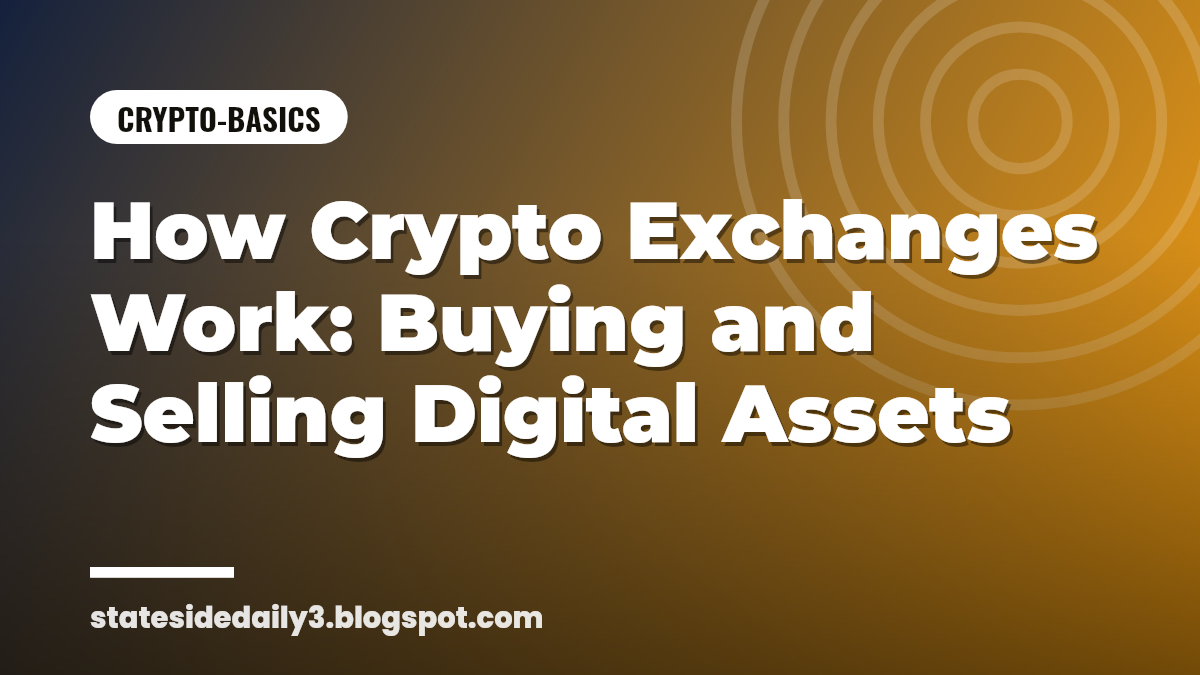 CRYPTO-BASICS
How Crypto Exchanges
Work: Buying and
Selling Digital Assets
statesidedaily3.blogspot.com